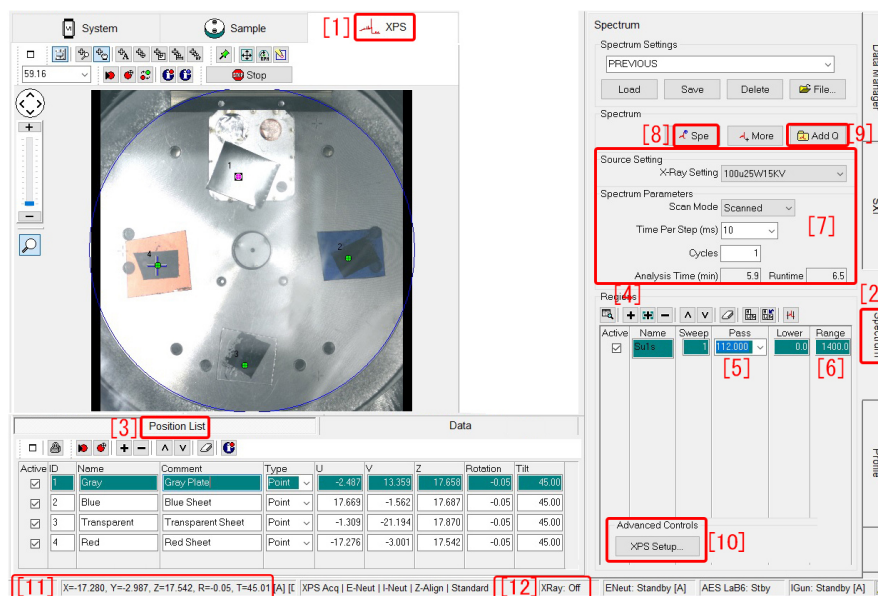 System
Sample
[1]
XPS
59.16
Stop
1
2
3
4
[3]
Position List
Data
Active
ID
Name
Comment
Type
U
V
Z
Rotation
Tilt
1
Gray
Gray Plate
Point
-2.487
13.359
17.658
-0.05
45.00
2
Blue
Blue Sheet
Point
17.669
-1.562
17.687
-0.05
45.00
3
Transparent
Transparent Sheet
Point
-1.309
-21.194
17.870
-0.05
45.00
4
Red
Red Sheet
Point
-17.276
-3.001
17.542
-0.05
45.00
Spectrum
Spectrum Settings
PREVIOUS
Load
Save
Delete
File...
Spectrum
[8]
Spe
More
Add Q
[9]
Source Setting
X-Ray Setting
100u25W15KV
Spectrum Parameters
Scan Mode
Scanned
Time Per Step (ms)
10
[7]
Cycles
1
Analysis Time (min)
5.9
Runtime
6.5
[4]
Regions
Active
Name
Sweep
Pass
Lower
Range
Su1s
1
112.000
0.0
1400.0
[5]
[6]
Advanced Controls
XPS Setup...
[10]
Data Manager
SXI
[2
Spectrum
Profile
[11]
X=-17.280, Y=-2.987, Z=17.542, R=-0.05, T=45.01 [A] [D
XPS Acq | E-Neut | I-Neut | Z-Align | Standard
[12]
XRay: Off
ENeut: Standby [A]
AES LaB6: Stby
IGun: Standby [A]